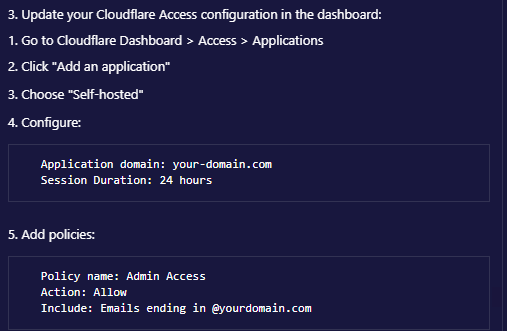 3. Update your Cloudflare Access configuration in the dashboard:
1. Go to Cloudflare Dashboard > Access > Applications
2. Click "Add an application"
3. Choose "Self-hosted"
4. Configure:
Application domain: your-domain.com
Session Duration: 24 hours
5. Add policies:
Policy name: Admin Access
Action: Allow
Include: Emails ending in @yourdomain.com